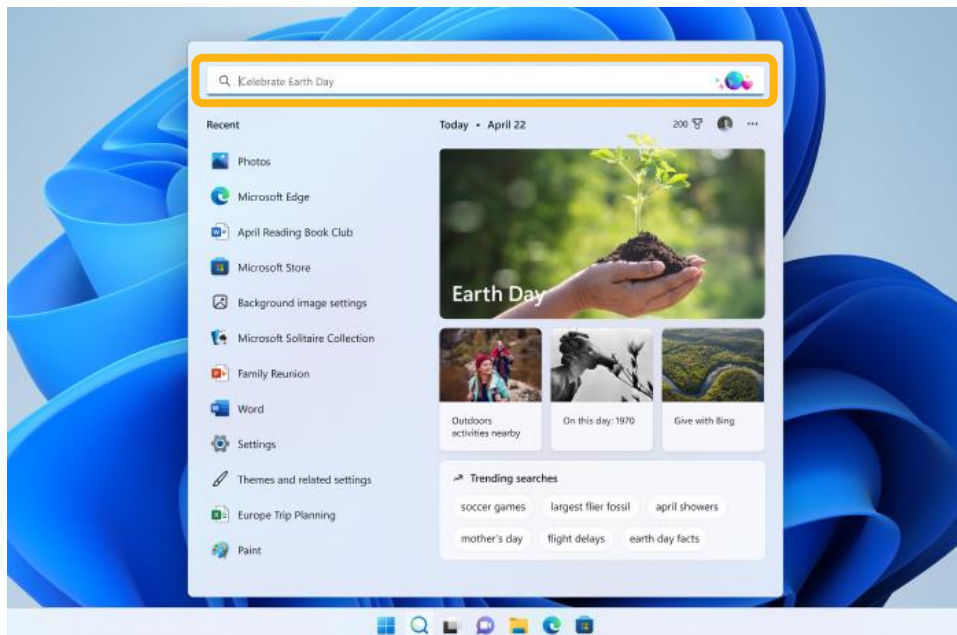 Celebrate Earth Day
Recent
Photos
Microsoft Edge
April Reading Book Club
Microsoft Store
Background image settings
Microsoft Solitaire Collection
Family Reunion
Word
Settings
Themes and related settings
Europe Trip Planning
Paint
Today • April 22
200
Earth Day
Outdoors
activities nearby
On this day: 1970
Give with Bing
Trending searches
soccer games
largest flier fossil
april showers
mother's day
flight delays
earth day facts